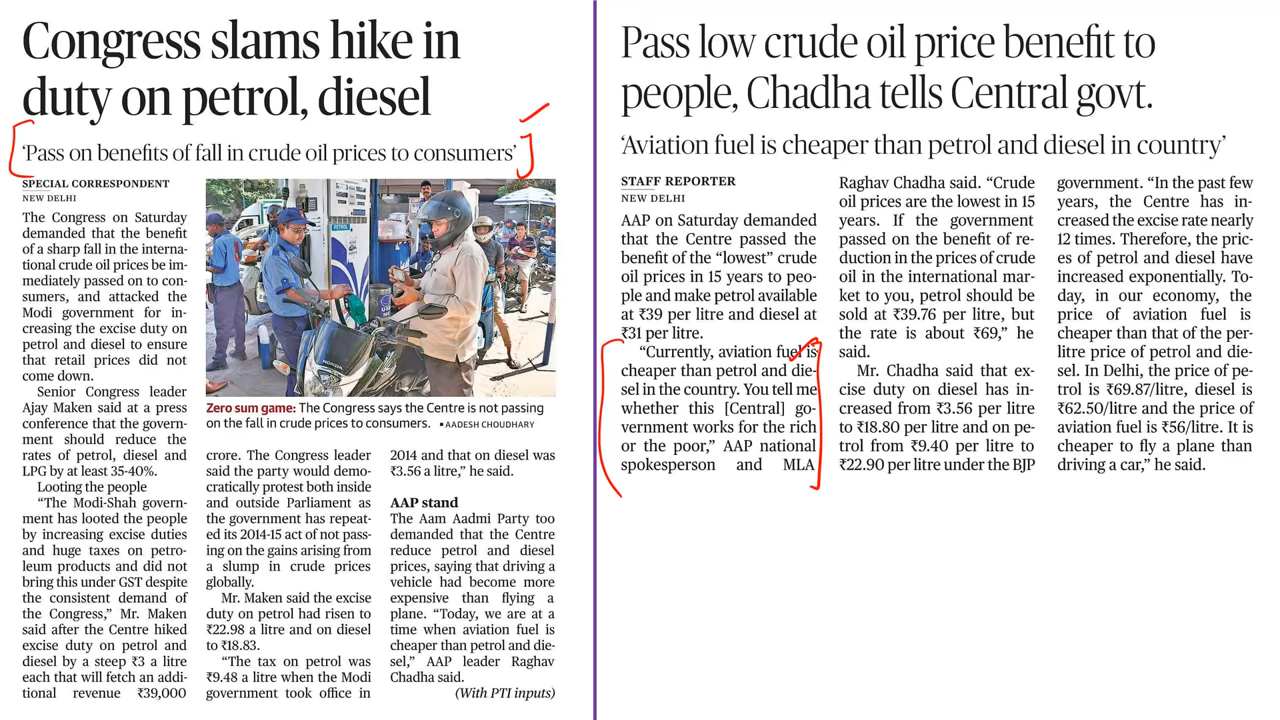 Congress slams hike in
duty on petrol, diesel
‘Pass on benefits of fall in crude oil prices to consumers’
SPECIAL CORRESPONDENT
NEW DELHI
The Congress on Saturday
demanded that the benefit
of a sharp fall in the interna-
tional crude oil prices be im-
mediately passed on to con-
sumers, and attacked the
Modi government for in-
creasing the excise duty on
petrol and diesel to ensure
that retail prices did not
come down.
Senior Congress leader
Ajay Maken said at a press
conference that the govern-
ment should reduce the
rates of petrol, diesel and
LPG by at least 35-40%.
Looting the people
“The Modi-Shah govern-
ment has looted the people
by increasing excise duties
and huge taxes on petro-
leum products and did not
bring this under GST despite
the consistent demand of
the Congress,” Mr. Maken
said after the Centre hiked
excise duty on petrol and
diesel by a steep ₹3 a litre
each that will fetch an addi-
tional revenue ₹39,000
PETROL
HONDA
Zero sum game: The Congress says the Centre is not passing
on the fall in crude prices to consumers. ▪AADESH CHOUDHARY
crore. The Congress leader
said the party would demo-
cratically protest both inside
and outside Parliament as
the government has repeat-
ed its 2014-15 act of not pass-
ing on the gains arising from
a slump in crude prices
globally.
Mr. Maken said the excise
duty on petrol had risen to
₹22.98 a litre and on diesel
to ₹18.83.
“The tax on petrol was
₹9.48 a litre when the Modi
government took office in
2014 and that on diesel was
₹3.56 a litre,” he said.
AAP stand
The Aam Aadmi Party too
demanded that the Centre
reduce petrol and diesel
prices, saying that driving a
vehicle had become more
expensive than flying a
plane. “Today, we are at a
time when aviation fuel is
cheaper than petrol and die-
sel,” AAP leader Raghav
Chadha said.
(With PTI inputs)
Pass low crude oil price benefit to
people, Chadha tells Central govt.
‘Aviation fuel is cheaper than petrol and diesel in country’
STAFF REPORTER
NEW DELHI
AAP on Saturday demanded
that the Centre passed the
benefit of the “lowest” crude
oil prices in 15 years to peo-
ple and make petrol available
at ₹39 per litre and diesel at
₹31 per litre.
“Currently, aviation fuel is
cheaper than petrol and die-
sel in the country. You tell me
whether this [Central] go-
vernment works for the rich
or the poor,” AAP national
spokesperson and MLA
Raghav Chadha said. “Crude
oil prices are the lowest in 15
years. If the government
passed on the benefit of re-
duction in the prices of crude
oil in the international mar-
ket to you, petrol should be
sold at ₹39.76 per litre, but
the rate is about ₹69,” he
said.
Mr. Chadha said that ex-
cise duty on diesel has in-
creased from ₹3.56 per litre
to ₹18.80 per litre and on pe-
trol from ₹9.40 per litre to
₹22.90 per litre under the BJP
government. “In the past few
years, the Centre has in-
creased the excise rate nearly
12 times. Therefore, the pric-
es of petrol and diesel have
increased exponentially. To-
day, in our economy, the
price of aviation fuel is
cheaper than that of the per-
litre price of petrol and die-
sel. In Delhi, the price of pe-
trol is ₹69.87/litre, diesel is
₹62.50/litre and the price of
aviation fuel is ₹56/litre. It is
cheaper to fly a plane than
driving a car,” he said.